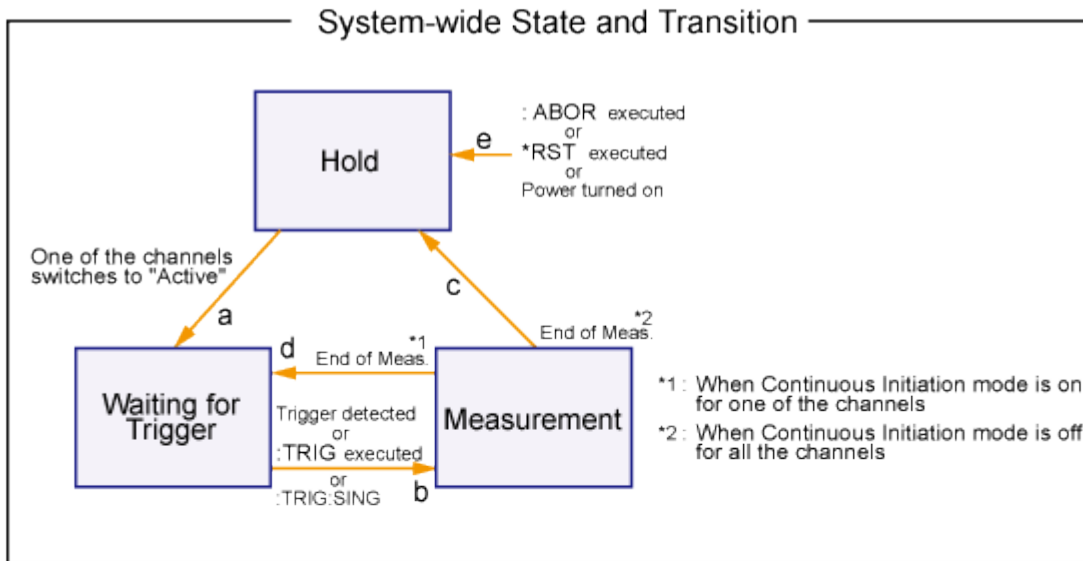 System-wide State and Transition
: ABOR executed
or
*RST executed
or
Power turned on
e
Hold
One of the channels
switches to "Active"
a
c
*2
End of Meas.
*1
End of Meas.
d
Waiting for
Trigger
Trigger detected
or
:TRIG executed
or
:TRIG:SING
b
Measurement
*1 : When Continuous Initiation mode is on
for one of the channels
*2 : When Continuous Initiation mode is off
for all the channels